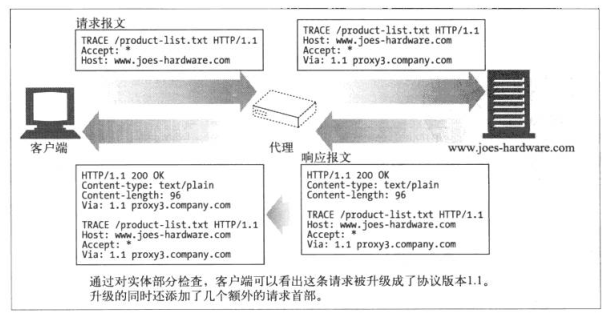 请求报文
TRACE /product-list.txt HTTP/1.1
Accept: *
Host: www.joes-hardware.com
TRACE /product-list.txt HTTP/1.1
Host: www.joes-hardware.com
Accept: *
Via: 1.1 proxy3.company.com
客户端
代理
www.joes-hardware.com
响应报文
HTTP/1.1 200 OK
Content-type: text/plain
Content-length: 96
Via: 1.1 proxy3.company.com
TRACE /product-list.txt HTTP/1.1
Host: www.joes-hardware.com
Accept: *
Via: 1.1 proxy3.company.com
HTTP/1.1 200 OK
Content-type: text/plain
Content-length: 96
TRACE /product-list.txt HTTP/1.1
Host: www.joes-hardware.com
Accept: *
Via: 1.1 proxy3.company.com
通过对实体部分检查，客户端可以看出这条请求被升级成了协议版本1.1。
升级的同时还添加了几个额外的请求首部。